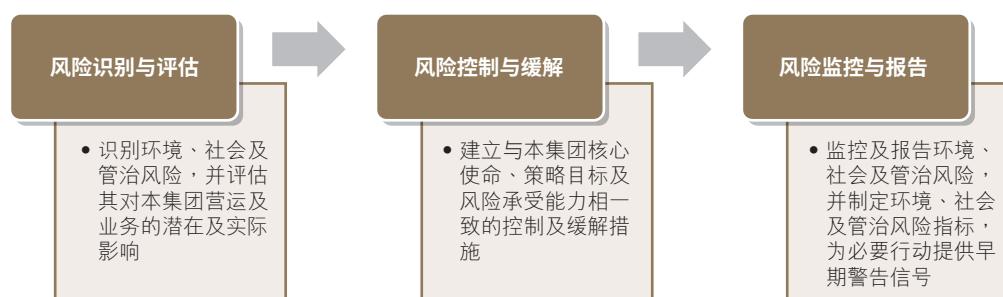 风险识别与评估
• 识别环境、社会及
管治风险，并评估
其对本集团营运及
业务的潜在及实际
影响
风险控制与缓解
• 建立与本集团核心
使命、策略目标及
风险承受能力相一
致的控制及缓解措
施
风险监控与报告
• 监控及报告环境、
社会及管治风险，
并制定环境、社会
及管治风险指标，
为必要行动提供早
期警告信号